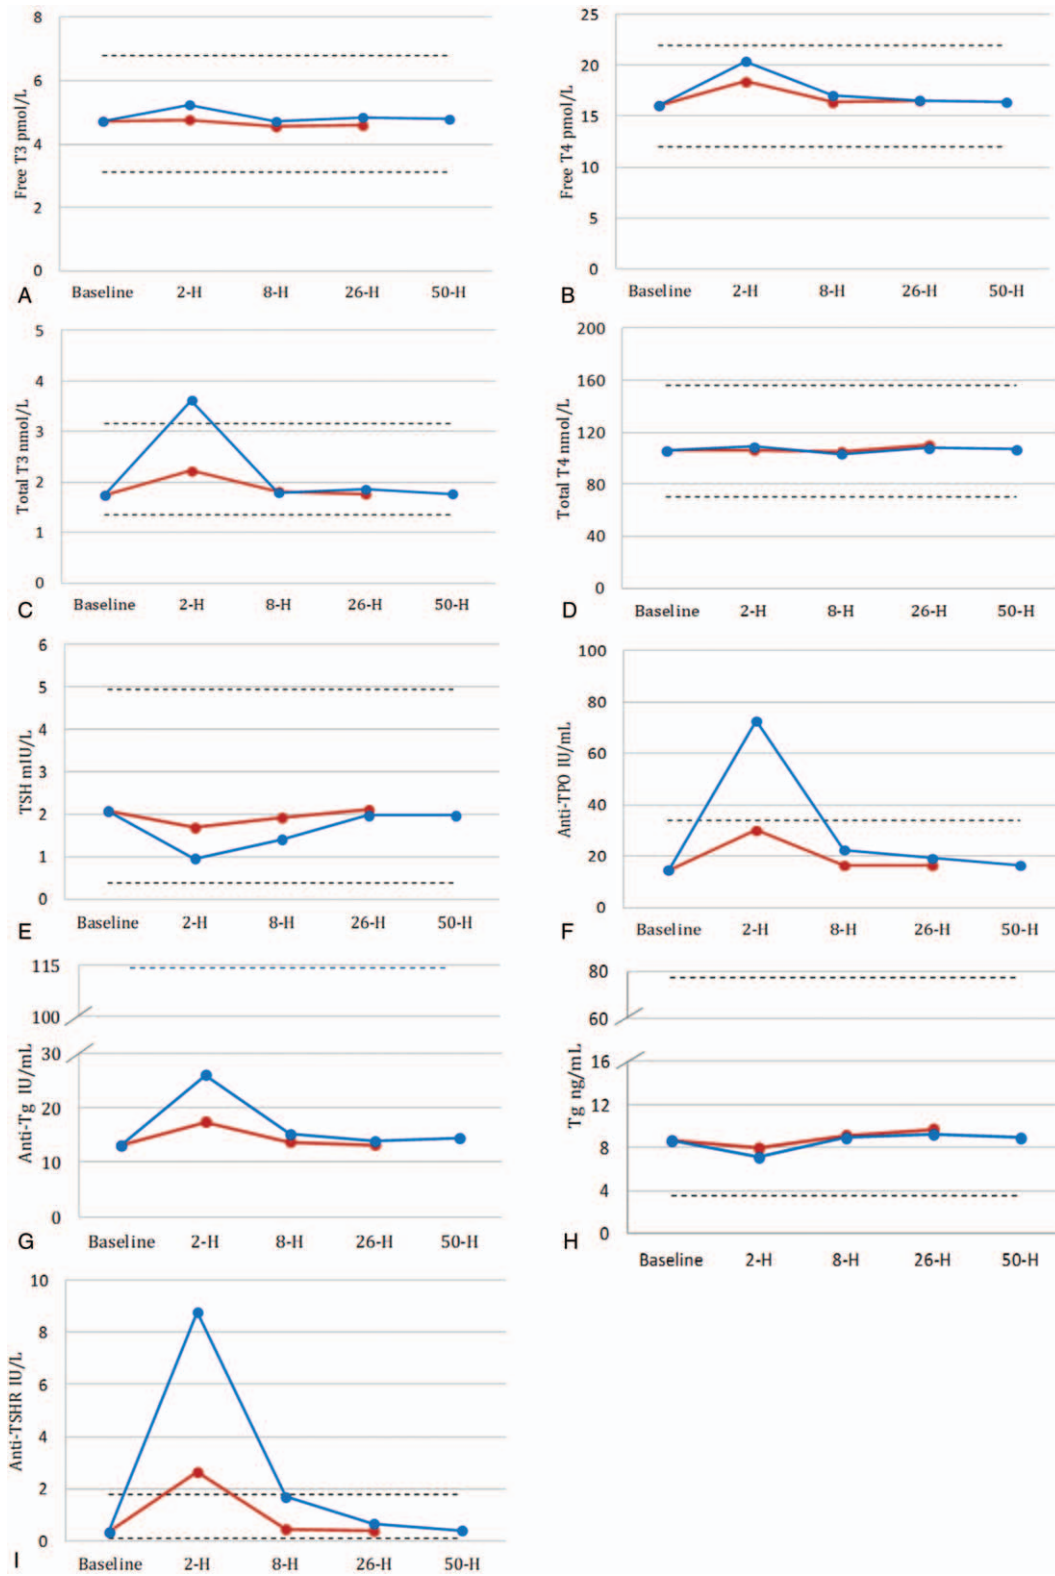 8
6
4
2
0
Free T3 pmol/L
Baseline 2-H 8-H 26-H 50-H
A
25
20
15
10
5
0
Free T4 pmol/L
Baseline 2-H 8-H 26-H 50-H
B
5
4
3
2
1
0
Total T3 nmol/L
Baseline 2-H 8-H 26-H 50-H
C
200
160
120
80
40
0
Total T4 nmol/L
Baseline 2-H 8-H 26-H 50-H
D
6
5
4
3
2
1
0
TSH mIU/L
Baseline 2-H 8-H 26-H 50-H
E
100
80
60
40
20
0
Anti-TPO IU/mL
Baseline 2-H 8-H 26-H 50-H
F
115
100
30
20
10
0
Anti-Tg IU/mL
Baseline 2-H 8-H 26-H 50-H
G
80
60
16
12
8
4
0
Tg ng/mL
Baseline 2-H 8-H 26-H 50-H
H
10
8
6
4
2
0
Anti-TSHR IU/L
Baseline 2-H 8-H 26-H 50-H
I